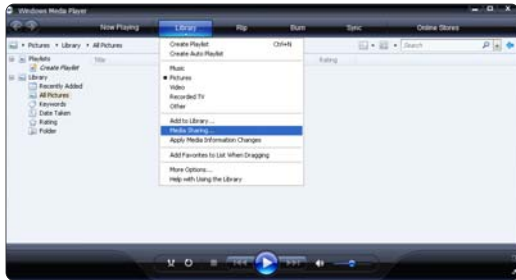 Windows Media Player
Now Playing
Library
Rip
Burn
Sync
Online Stores
Pictures
Library
All Pictures
Search
Playlists
Create Playlist
Library
Recently Added
All Pictures
Keywords
Date Taken
Rating
Folder
Title
Rating
Create Playlist Ctrl+N
Create Auto Playlist
Music
Pictures
Video
Recorded TV
Other
Add to Library...
Media Sharing...
Apply Media Information Changes
Add Favorites to List When Dragging
More Options...
Help with Using the Library